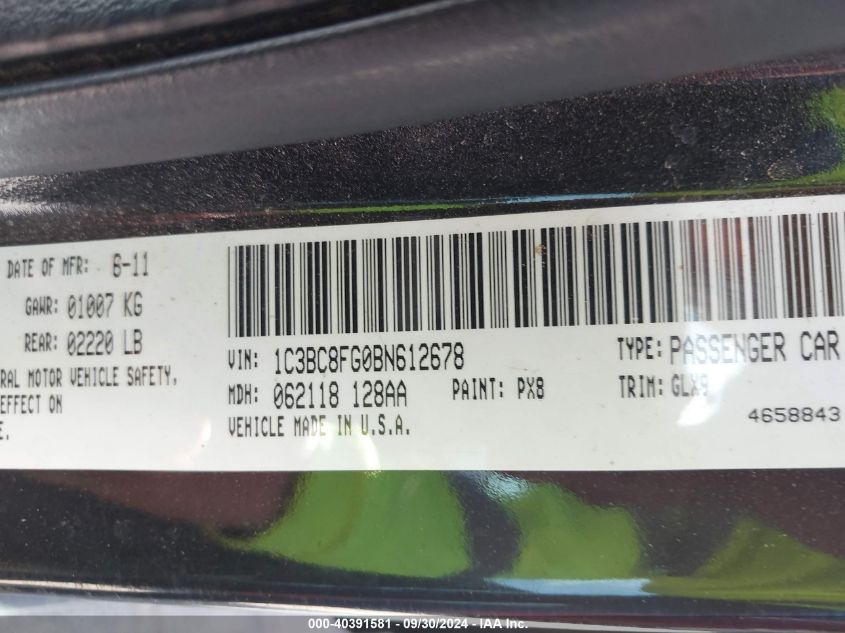 DATE OF MFR: 6-11
GAWR: 01007 KG
REAR: 02220 LB
RAL MOTOR VEHICLE SAFETY,
EFFECT ON
E.
VIN: 1C3BC8FG0BN612678
TYPE: PASSENGER CAR
MDH: 062118 128AA
PAINT: PX8
TRIM: GLX9
VEHICLE MADE IN U.S.A.
4658843
000-40391581 - 09/30/2024 - IAA Inc.